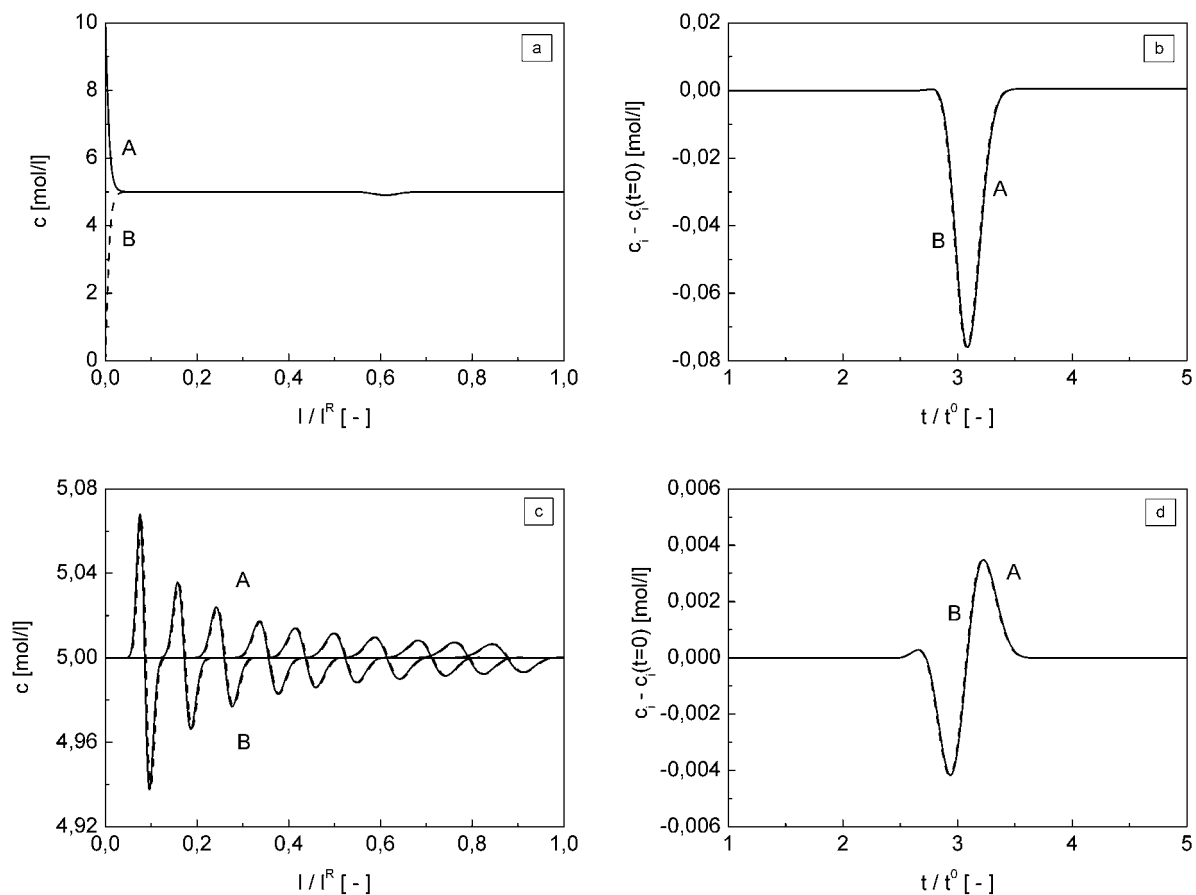 a
10
8
6
4
2
0
c [mol/l]
A
B
0,0 0,2 0,4 0,6 0,8 1,0
l / l^R [ - ]
b
0,02
0,00
-0,02
-0,04
-0,06
-0,08
c_i - c_i(t=0) [mol/l]
A
B
1 2 3 4 5
t / t^0 [ - ]
c
5,08
5,04
5,00
4,96
4,92
c [mol/l]
A
B
0,0 0,2 0,4 0,6 0,8 1,0
l / l^R [ - ]
d
0,006
0,004
0,002
0,000
-0,002
-0,004
-0,006
c_i - c_i(t=0) [mol/l]
A
B
1 2 3 4 5
t / t^0 [ - ]